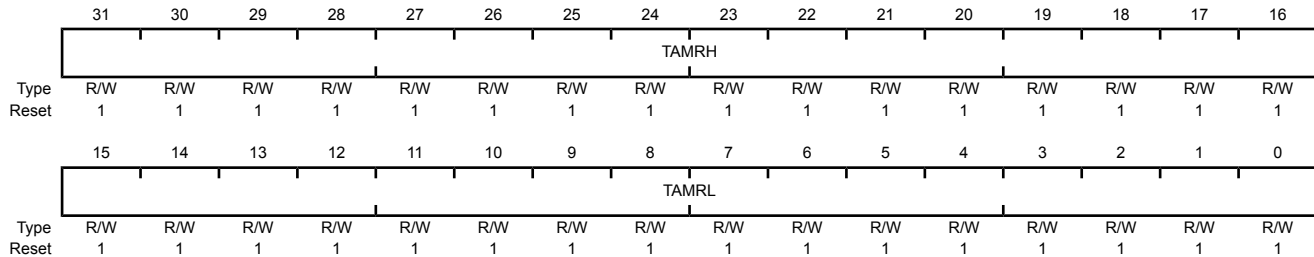 31 30 29 28 27 26 25 24 23 22 21 20 19 18 17 16
TAMRH
Type R/W R/W R/W R/W R/W R/W R/W R/W R/W R/W R/W R/W R/W R/W R/W R/W
Reset 1 1 1 1 1 1 1 1 1 1 1 1 1 1 1 1
15 14 13 12 11 10 9 8 7 6 5 4 3 2 1 0
TAMRL
Type R/W R/W R/W R/W R/W R/W R/W R/W R/W R/W R/W R/W R/W R/W R/W R/W
Reset 1 1 1 1 1 1 1 1 1 1 1 1 1 1 1 1